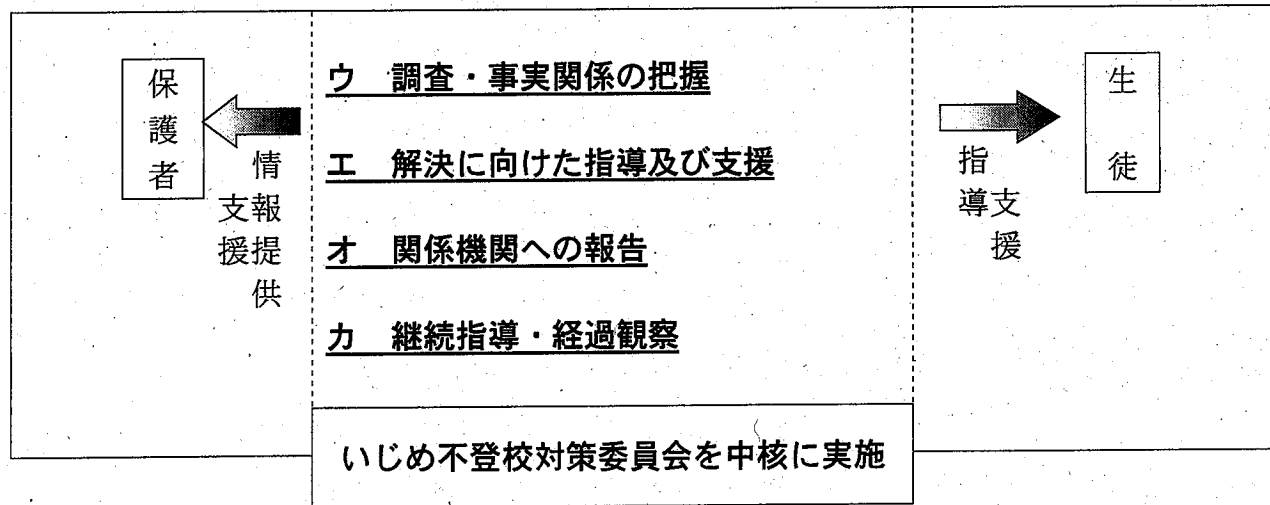 保護者
情報提供
支援
ウ　調査・事実関係の把握
エ　解決に向けた指導及び支援
オ　関係機関への報告
カ　継続指導・経過観察
いじめ不登校対策委員会を中核に実施
指導
支援
生徒